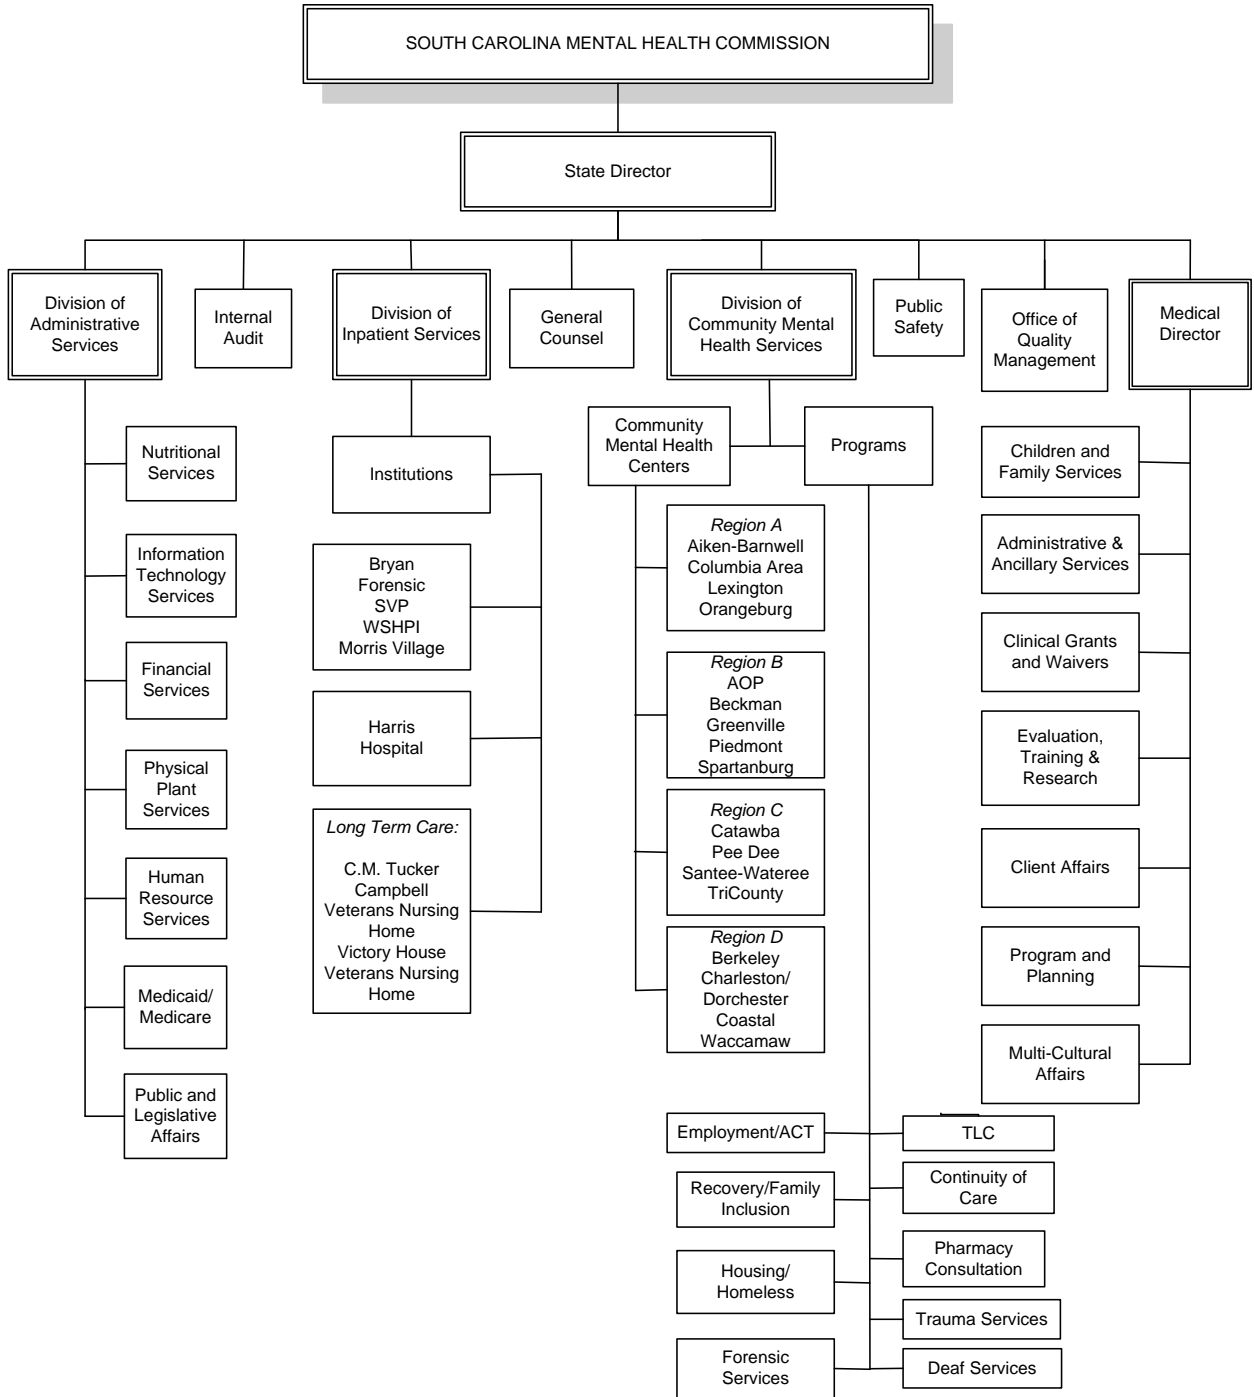 SOUTH CAROLINA MENTAL HEALTH COMMISSION
State Director
Division of
Administrative
Services
Internal
Audit
Division of
Inpatient Services
General
Counsel
Division of
Community Mental
Health Services
Public
Safety
Office of
Quality
Management
Medical
Director
Nutritional
Services
Information
Technology
Services
Financial
Services
Physical
Plant
Services
Human
Resource
Services
Medicaid/
Medicare
Public and
Legislative
Affairs
Institutions
Bryan
Forensic
SVP
WSHPI
Morris Village
Harris
Hospital
Long Term Care:
C.M. Tucker
Campbell
Veterans Nursing
Home
Victory House
Veterans Nursing
Home
Community
Mental Health
Centers
Programs
Region A
Aiken-Barnwell
Columbia Area
Lexington
Orangeburg
Region B
AOP
Beckman
Greenville
Piedmont
Spartanburg
Region C
Catawba
Pee Dee
Santee-Wateree
TriCounty
Region D
Berkeley
Charleston/
Dorchester
Coastal
Waccamaw
Employment/ACT
Recovery/Family
Inclusion
Housing/
Homeless
Forensic
Services
TLC
Continuity of
Care
Pharmacy
Consultation
Trauma Services
Deaf Services
Children and
Family Services
Administrative &
Ancillary Services
Clinical Grants
and Waivers
Evaluation,
Training &
Research
Client Affairs
Program and
Planning
Multi-Cultural
Affairs